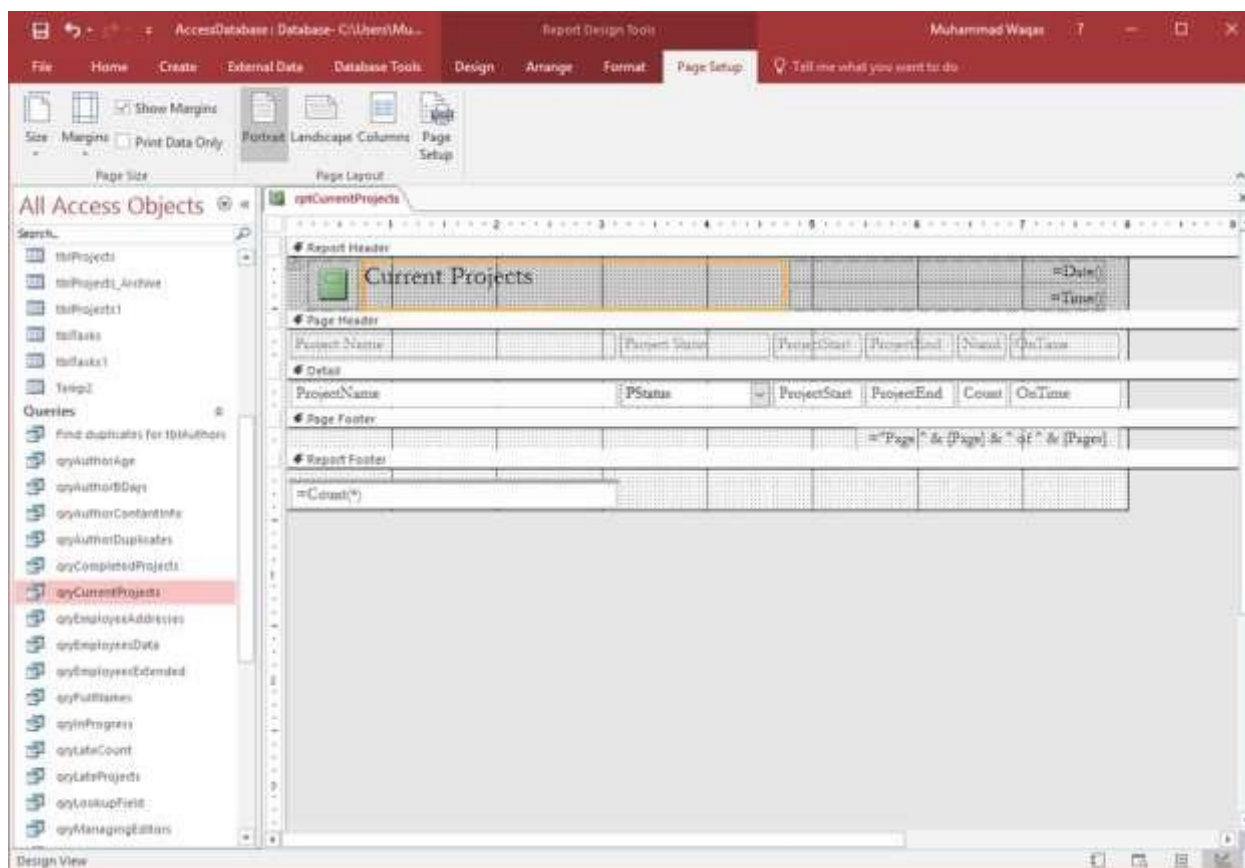 AccessDatabase : Database- C:\Users\Mu...
Report Design Tools
Muhammad Waqas
?
File
Home
Create
External Data
Database Tools
Design
Arrange
Format
Page Setup
Tell me what you want to do
Size
Margins
Show Margins
Print Data Only
Portrait
Landscape
Columns
Page
Setup
Page Size
Page Layout
All Access Objects
Search...
tblProjects
tblProjects_Archive
tblProjects1
tblTasks
tblTasks1
Temp2
Queries
Find duplicates for tblAuthors
qryAuthorAge
qryAuthorBDays
qryAuthorContantInfo
qryAuthorDuplicates
qryCompletedProjects
qryCurrentProjects
qryEmployeeAddresses
qryEmployeesData
qryEmployeesExtended
qryFullNames
qryInProgress
qryLateCount
qryLateProjects
qryLookupField
qryManagingEditors
rptCurrentProjects
Report Header
Current Projects
=Date()
=Time()
Page Header
Project Name
Project Status
ProjectStart
ProjectEnd
OnTime
Detail
ProjectName
PStatus
ProjectStart
ProjectEnd
Count
OnTime
Page Footer
="Page " & [Page] & " of " & [Pages]
Report Footer
=Count(*)
Design View